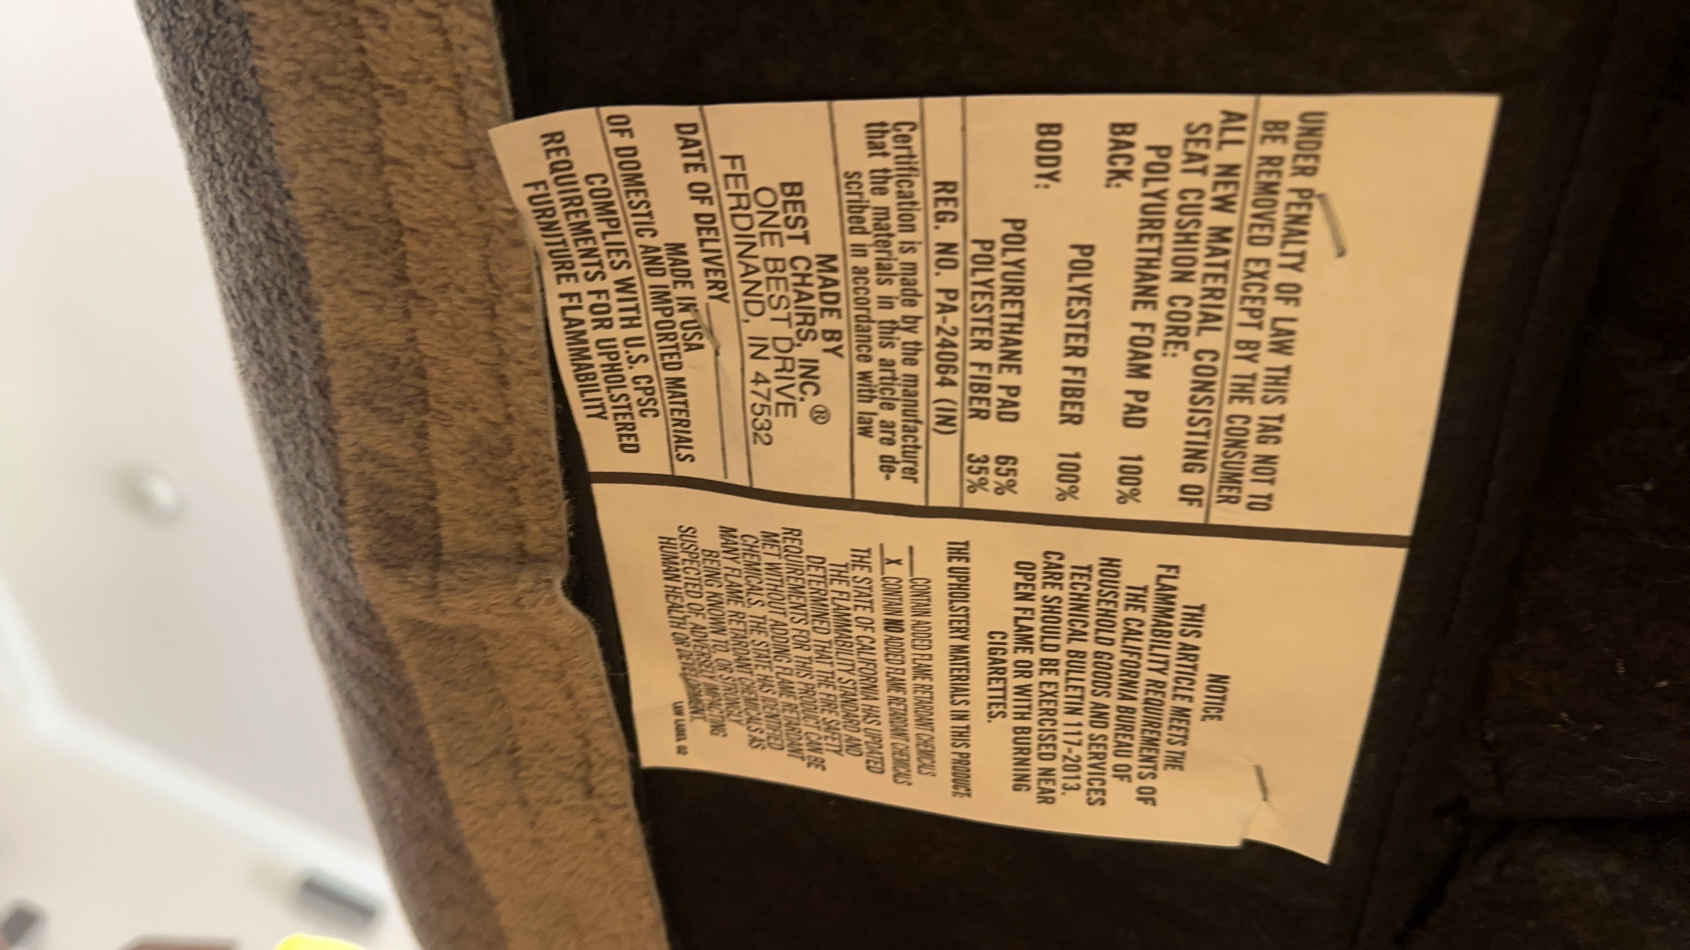 UNDER PENALTY OF LAW THIS TAG NOT TO
BE REMOVED EXCEPT BY THE CONSUMER
ALL NEW MATERIAL CONSISTING OF
SEAT CUSHION CORE:
POLYURETHANE FOAM PAD 100%
BACK:
POLYESTER FIBER 100%
BODY:
POLYURETHANE PAD 65%
POLYESTER FIBER 35%
REG. NO. PA-24064 (IN)
Certification is made by the manufacturer
that the materials in this article are de-
scribed in accordance with law
MADE BY
BEST CHAIRS, INC.®
ONE BEST DRIVE
FERDINAND, IN 47532
DATE OF DELIVERY
MADE IN USA
OF DOMESTIC AND IMPORTED MATERIALS
COMPLIES WITH U.S. CPSC
REQUIREMENTS FOR UPHOLSTERED
FURNITURE FLAMMABILITY
NOTICE
THIS ARTICLE MEETS THE
FLAMMABILITY REQUIREMENTS OF
THE CALIFORNIA BUREAU OF
HOUSEHOLD GOODS AND SERVICES
TECHNICAL BULLETIN 117-2013.
CARE SHOULD BE EXERCISED NEAR
OPEN FLAME OR WITH BURNING
CIGARETTES.
THE UPHOLSTERY MATERIALS IN THIS PRODUCT
___ CONTAIN ADDED FLAME RETARDANT CHEMICALS
X CONTAIN NO ADDED FLAME RETARDANT CHEMICALS
THE STATE OF CALIFORNIA HAS UPDATED
THE FLAMMABILITY STANDARD AND
DETERMINED THAT THE FIRE SAFETY
REQUIREMENTS FOR THIS PRODUCT CAN BE
MET WITHOUT ADDING FLAME RETARDANT
CHEMICALS. THE STATE HAS IDENTIFIED
MANY FLAME RETARDANT CHEMICALS AS
BEING KNOWN TO, OR STRONGLY
SUSPECTED OF, ADVERSELY IMPACTING
HUMAN HEALTH OR DEVELOPMENT.
LAW LABEL 02